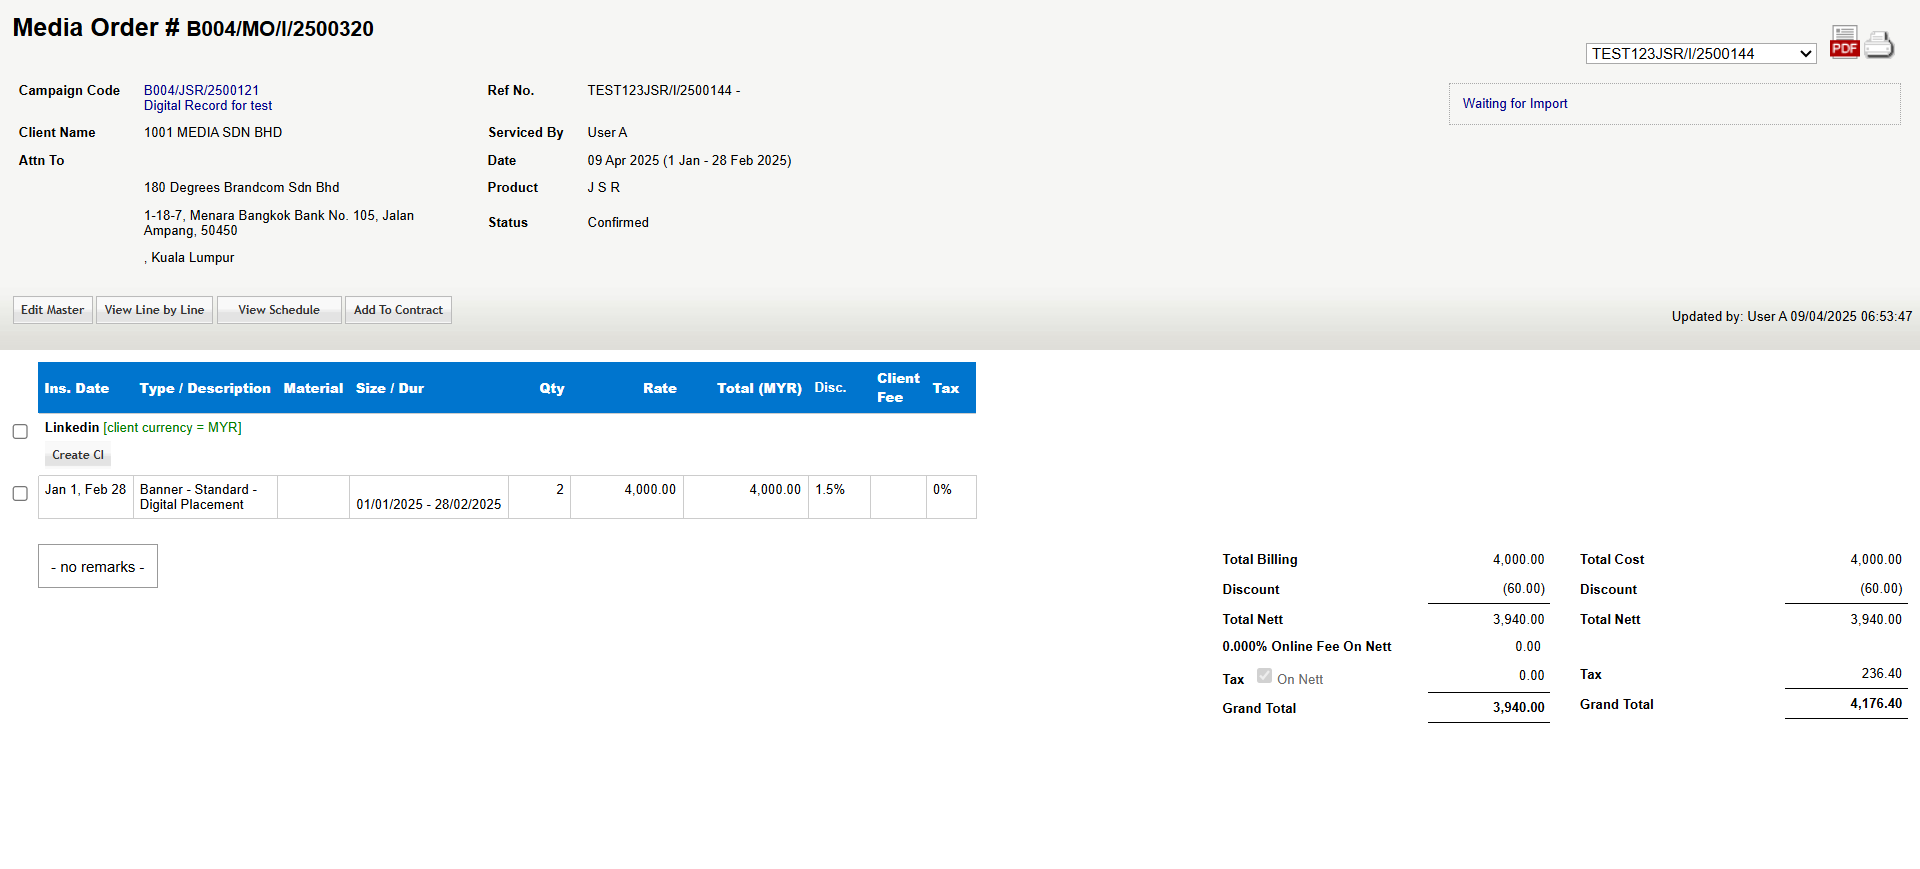 Media Order # B004/MO/I/2500320
TEST123JSR/I/2500144
PDF
Campaign Code B004/JSR/2500121
Digital Record for test
Ref No. TEST123JSR/I/2500144 -
Waiting for Import
Client Name 1001 MEDIA SDN BHD
Serviced By User A
Attn To
Date 09 Apr 2025 (1 Jan - 28 Feb 2025)
180 Degrees Brandcom Sdn Bhd
Product J S R
1-18-7, Menara Bangkok Bank No. 105, Jalan
Ampang, 50450
Status Confirmed
, Kuala Lumpur
Edit Master View Line by Line View Schedule Add To Contract
Updated by: User A 09/04/2025 06:53:47
Ins. Date Type / Description Material Size / Dur Qty Rate Total (MYR) Disc. Client Fee Tax
Linkedin [client currency = MYR]
Create CI
Jan 1, Feb 28 Banner - Standard - 2 4,000.00 4,000.00 1.5% 0%
Digital Placement 01/01/2025 - 28/02/2025
- no remarks -
Total Billing 4,000.00 Total Cost 4,000.00
Discount (60.00) Discount (60.00)
Total Nett 3,940.00 Total Nett 3,940.00
0.000% Online Fee On Nett 0.00
Tax On Nett 0.00 Tax 236.40
Grand Total 3,940.00 Grand Total 4,176.40